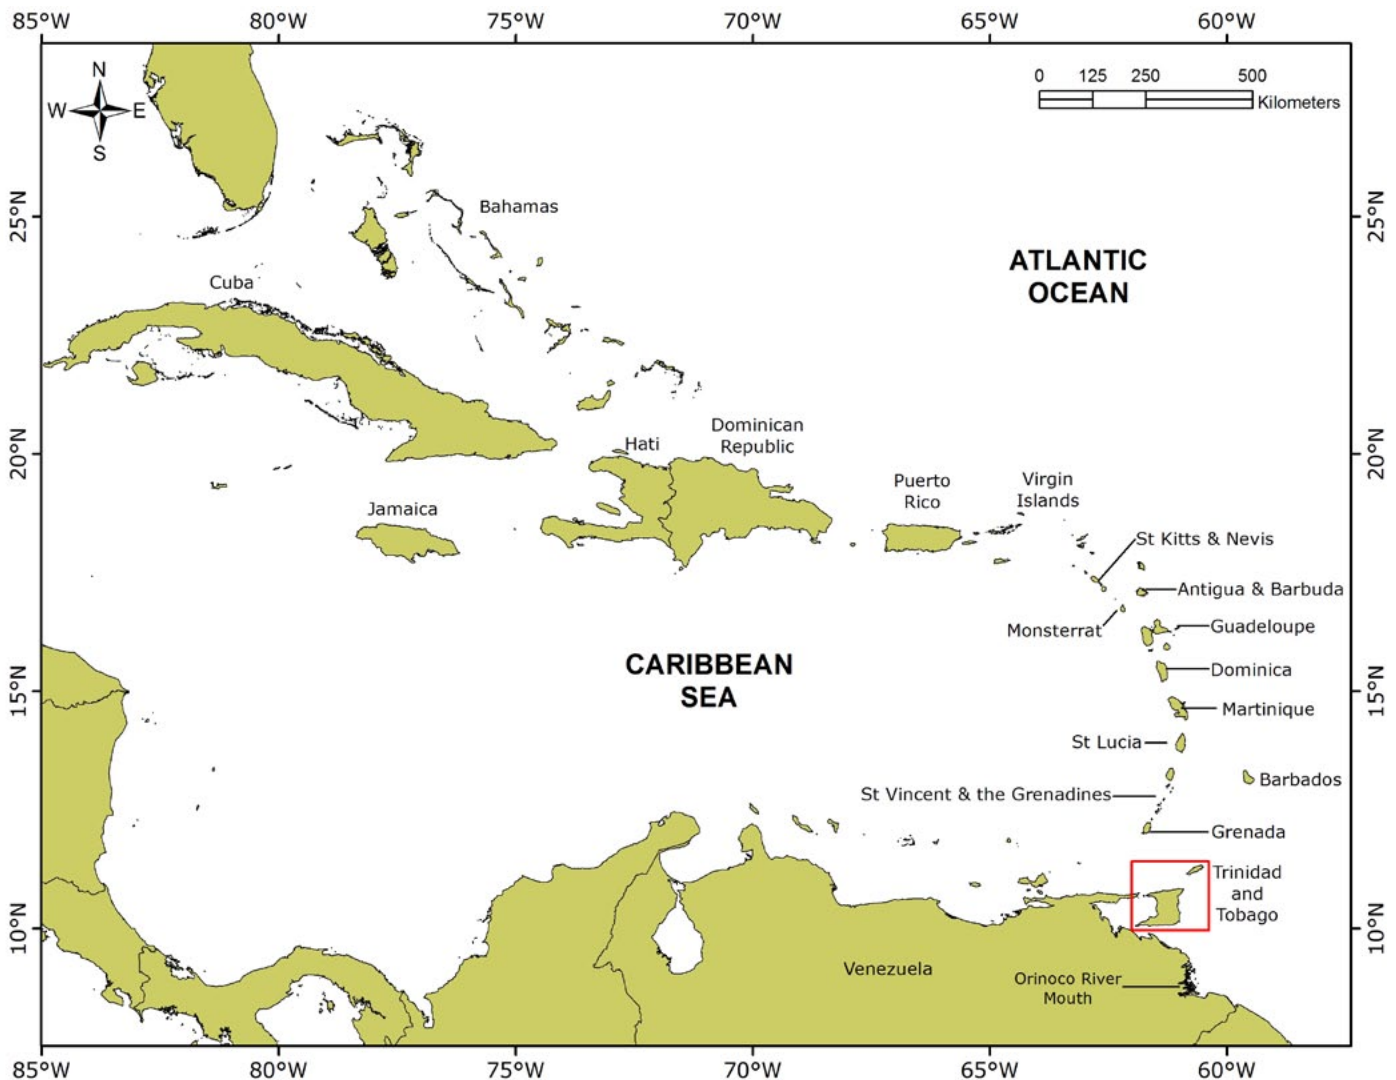 85°W
80°W
75°W
70°W
65°W
60°W
N
W
E
S
0
125
250
500
Kilometers
25°N
25°N
Bahamas
ATLANTIC
OCEAN
Cuba
20°N
20°N
Hati
Dominican
Republic
Puerto
Rico
Virgin
Islands
Jamaica
St Kitts & Nevis
Antigua & Barbuda
Monsterrat
Guadeloupe
CARIBBEAN
SEA
Dominica
15°N
15°N
Martinique
St Lucia
Barbados
St Vincent & the Grenadines
Grenada
Trinidad
and
Tobago
10°N
10°N
Venezuela
Orinoco River
Mouth
85°W
80°W
75°W
70°W
65°W
60°W